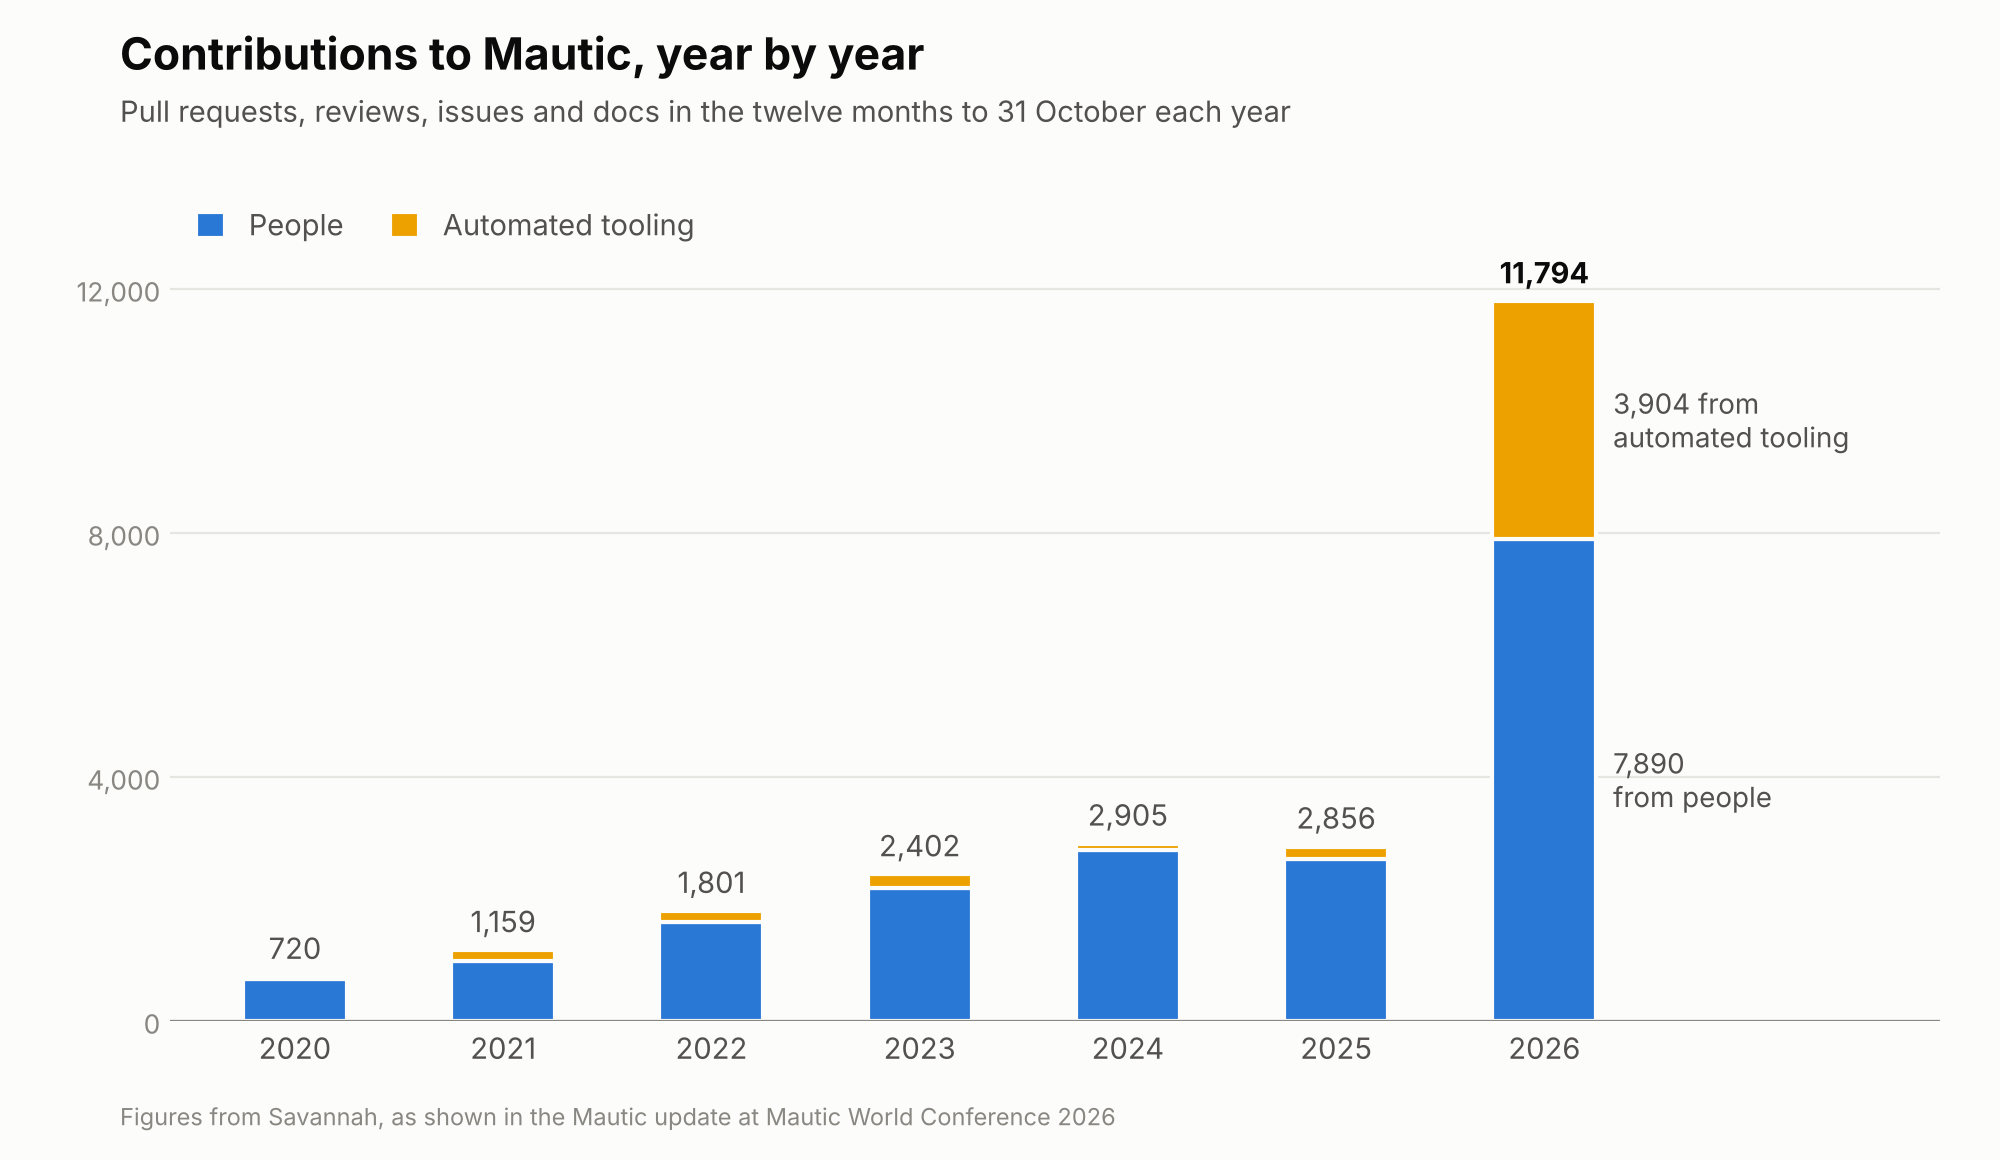 Contributions to Mautic, year by year
Pull requests, reviews, issues and docs in the twelve months to 31 October each year
People
Automated tooling
12,000
8,000
4,000
0
720
1,159
1,801
2,402
2,905
2,856
11,794
3,904 from
automated tooling
7,890
from people
2020
2021
2022
2023
2024
2025
2026
Figures from Savannah, as shown in the Mautic update at Mautic World Conference 2026